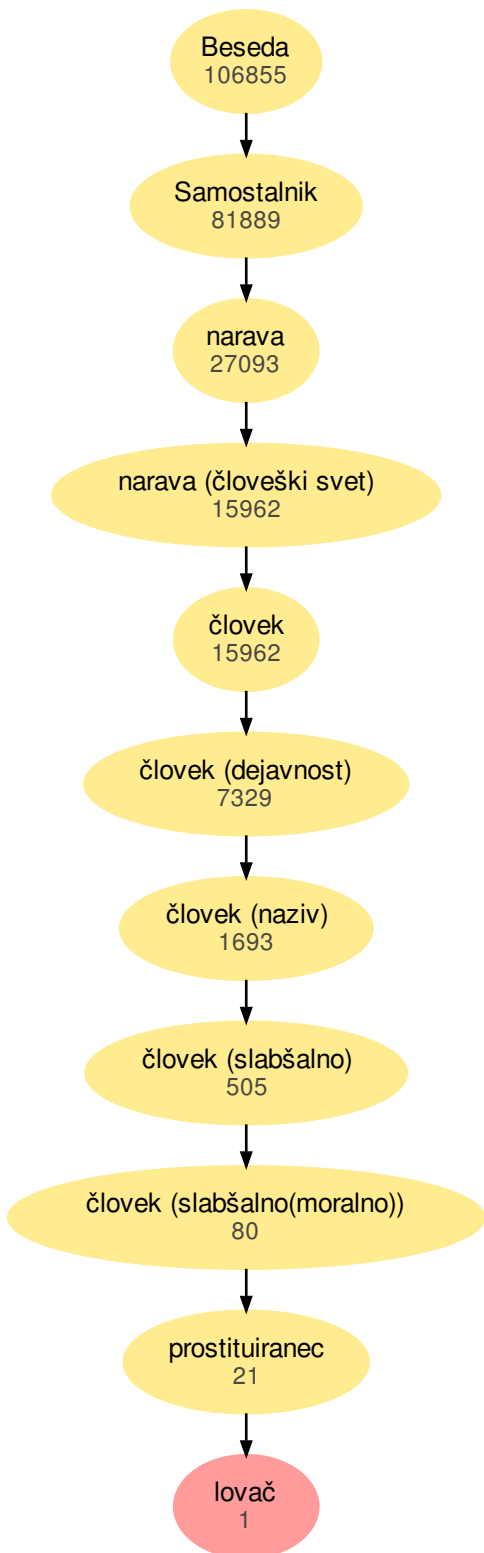 Beseda
106855
Samostalnik
81889
narava
27093
narava (človeški svet)
15962
človek
15962
človek (dejavnost)
7329
človek (naziv)
1693
človek (slabšalno)
505
človek (slabšalno(moralno))
80
prostituiranec
21
lovač
1